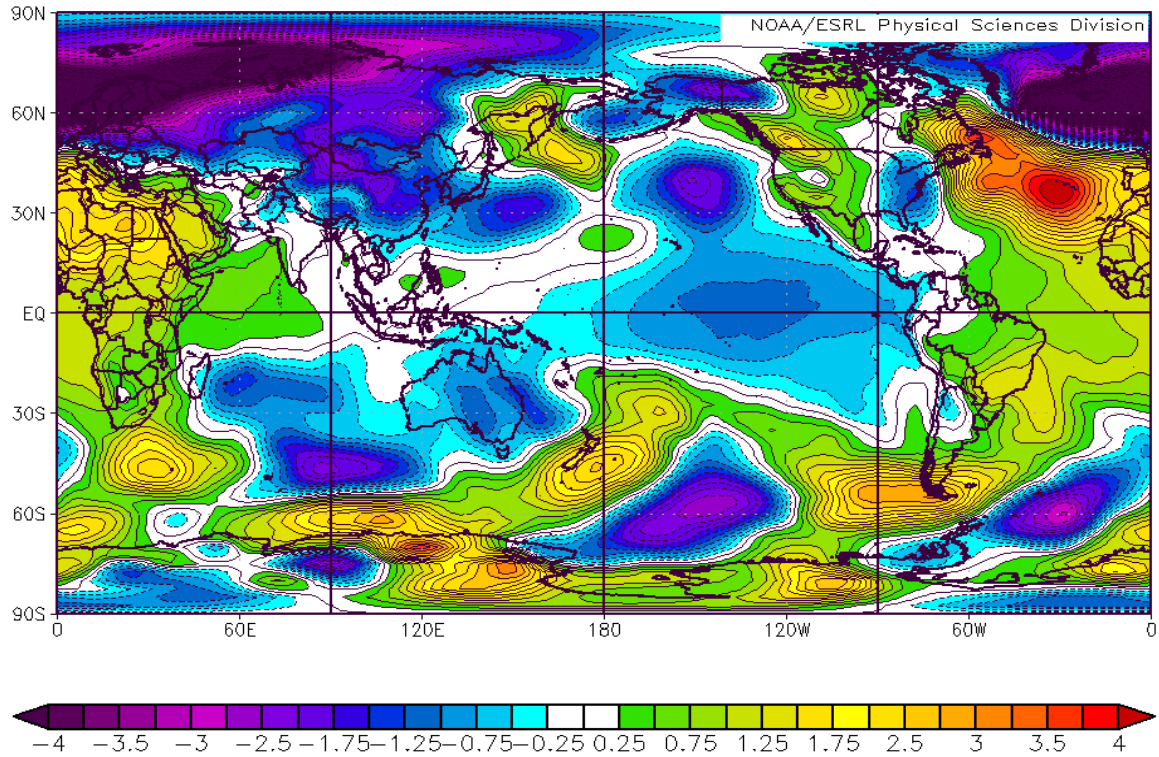 90N
NOAA/ESRL Physical Sciences Division
60N
30N
EQ
30S
60S
90S
0 60E 120E 180 120W 60W 0
−4 −3.5 −3 −2.5 −1.75 −1.25 −0.75 −0.25 0.25 0.75 1.25 1.75 2.5 3 3.5 4